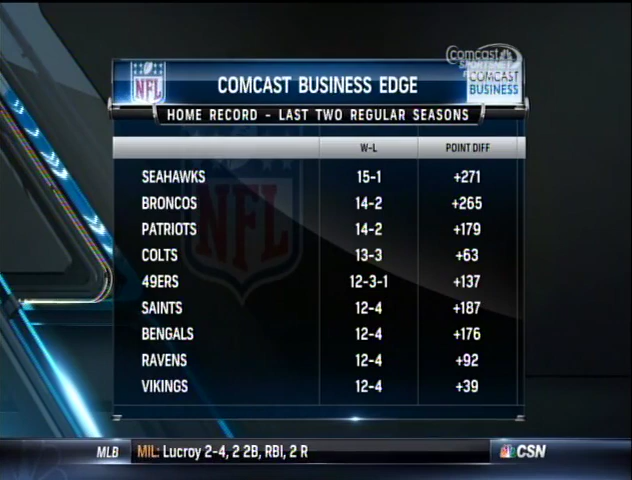 comcast
SPORTSNET
NFL
COMCAST BUSINESS EDGE
COMCAST
BUSINESS
HOME RECORD - LAST TWO REGULAR SEASONS
W-L POINT DIFF
SEAHAWKS 15-1 +271
BRONCOS 14-2 +265
PATRIOTS 14-2 +179
COLTS 13-3 +63
49ERS 12-3-1 +137
SAINTS 12-4 +187
BENGALS 12-4 +176
RAVENS 12-4 +92
VIKINGS 12-4 +39
NFL
MLB MIL: Lucroy 2-4, 2 2B, RBI, 2 R CSN